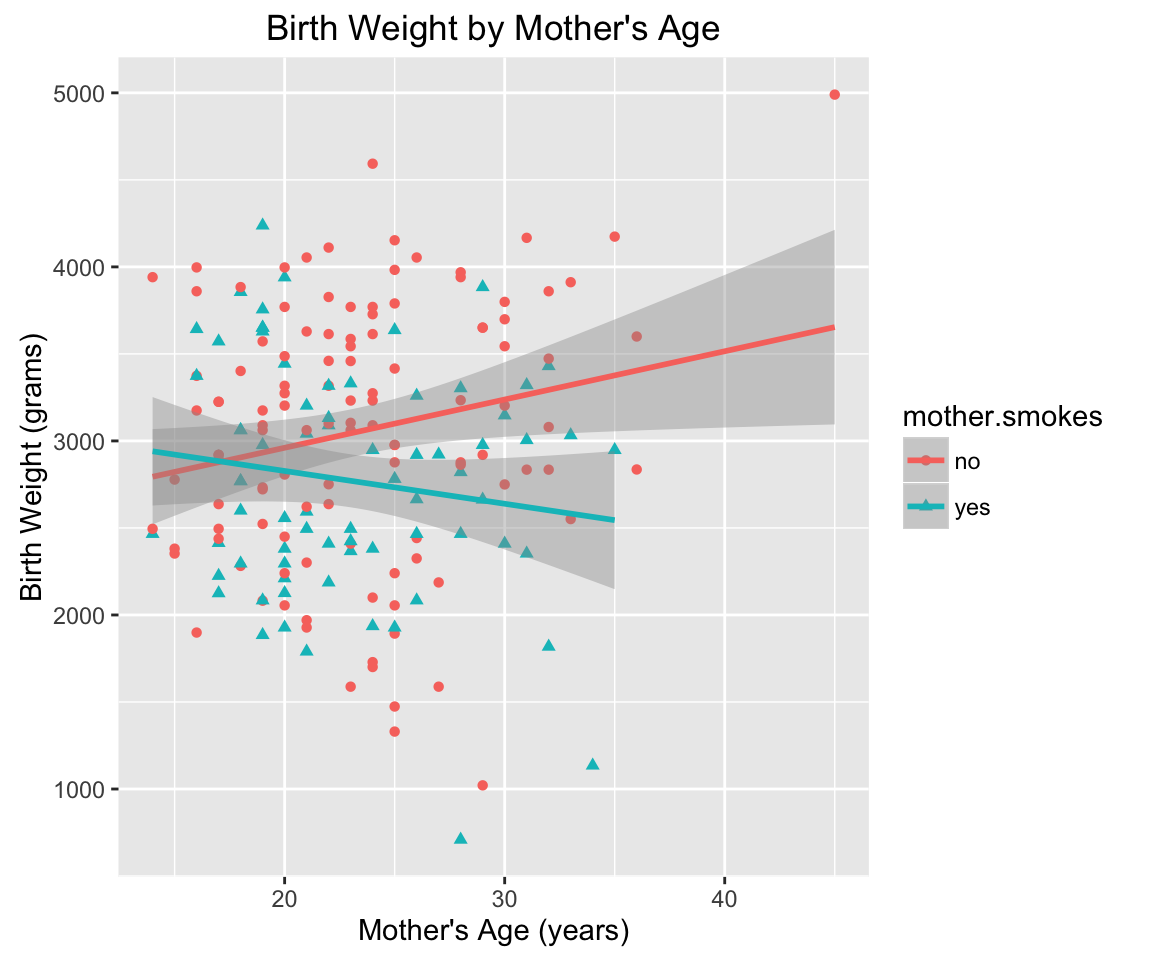 Birth Weight by Mother's Age
Birth Weight (grams)
5000
4000
3000
2000
1000
20 30 40
Mother's Age (years)
mother.smokes
no
yes